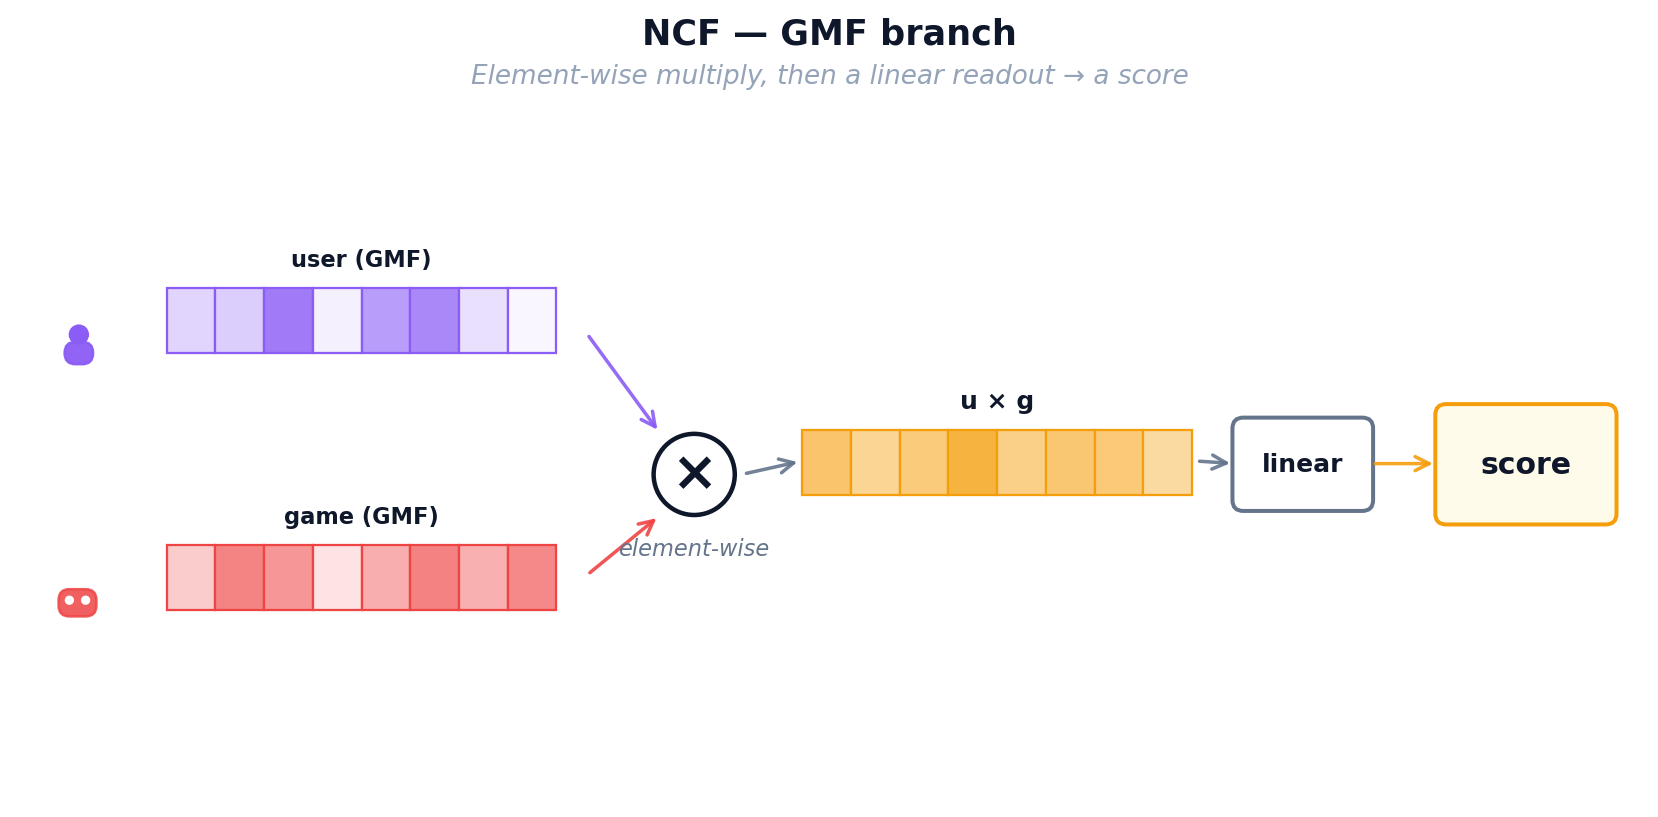 NCF — GMF branch
Element-wise multiply, then a linear readout → a score
user (GMF)
u × g
linear
score
game (GMF)
element-wise